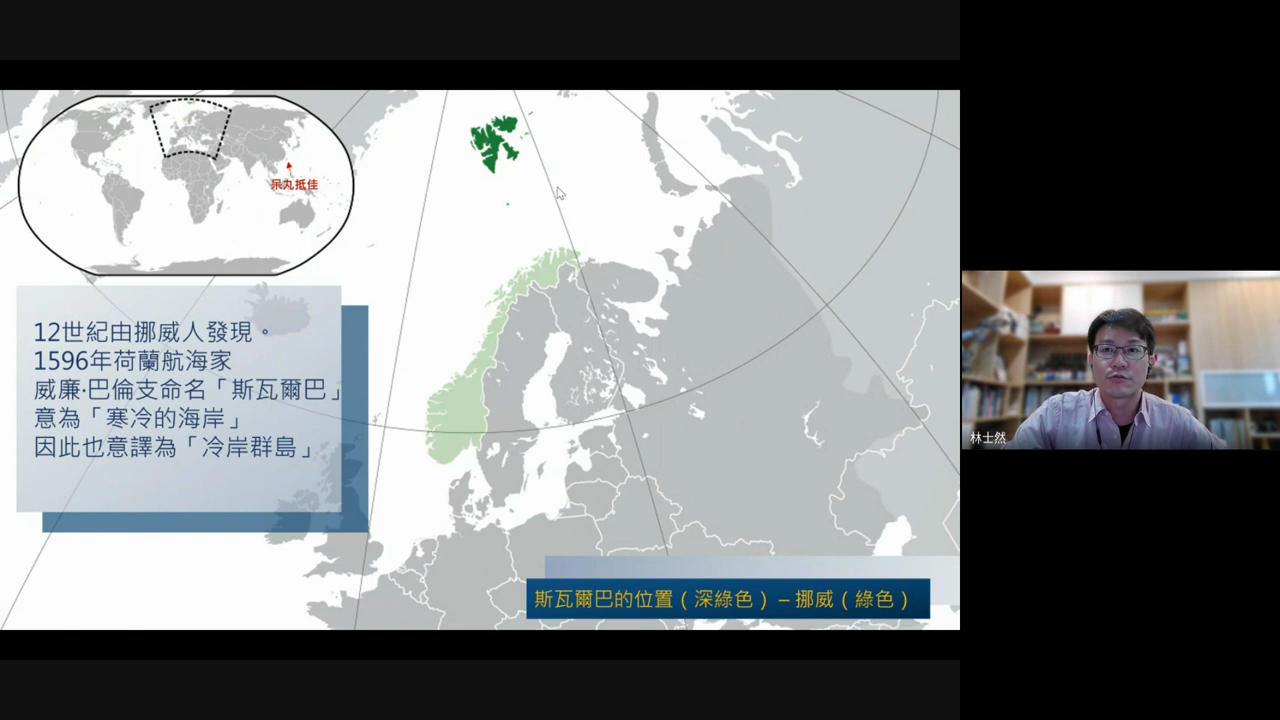 呆丸抵佳
12世紀由挪威人發現。
1596年荷蘭航海家
威廉·巴倫支命名「斯瓦爾巴」
意為「寒冷的海岸」
因此也意譯為「冷岸群島」
斯瓦爾巴的位置（深綠色）– 挪威（綠色）
林士然